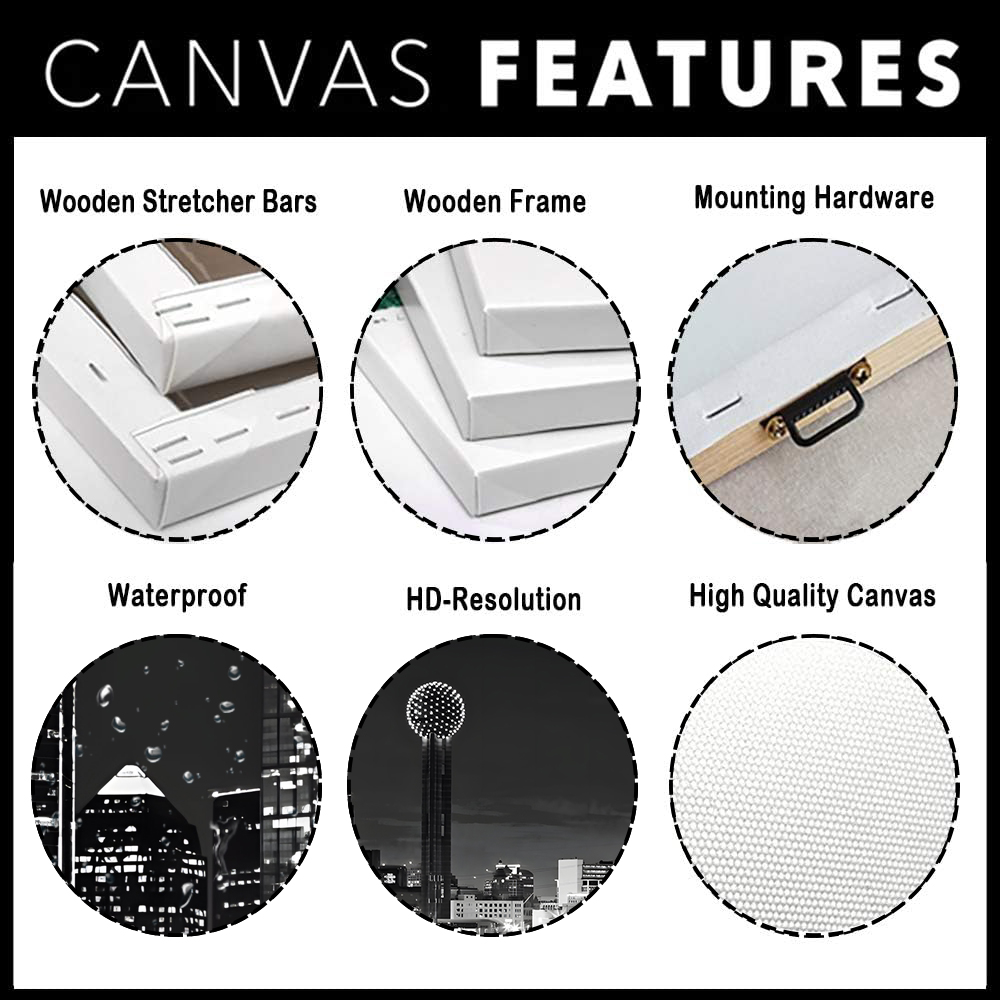 CANVAS FEATURES
Wooden Stretcher Bars
Wooden Frame
Mounting Hardware
Waterproof
HD-Resolution
High Quality Canvas